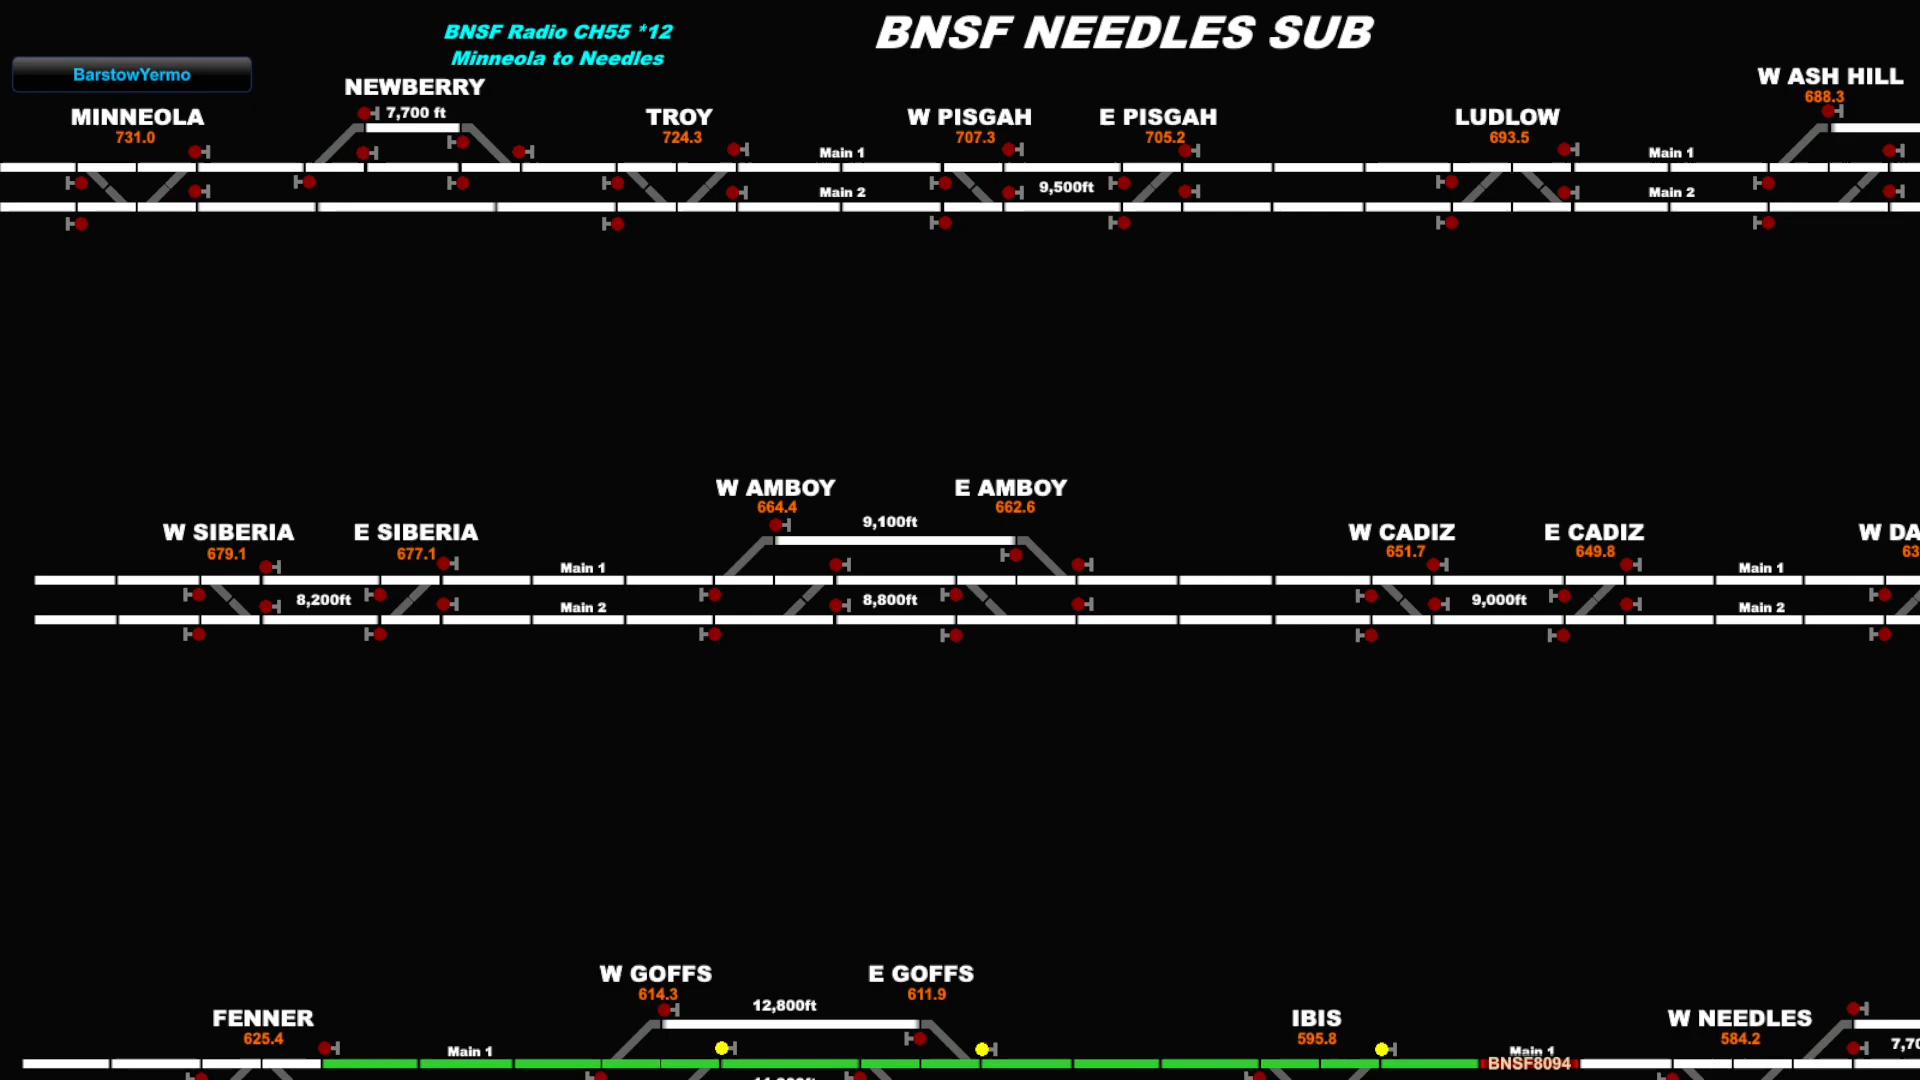 BNSF Radio CH55 *12
Minneola to Needles
BNSF NEEDLES SUB
BarstowYermo
MINNEOLA
731.0
NEWBERRY
7,700 ft
TROY
724.3
Main 1
Main 2
W PISGAH
707.3
9,500ft
E PISGAH
705.2
LUDLOW
693.5
Main 1
Main 2
W ASH HILL
688.3
W SIBERIA
679.1
8,200ft
E SIBERIA
677.1
Main 1
Main 2
W AMBOY
664.4
9,100ft
8,800ft
E AMBOY
662.6
W CADIZ
651.7
9,000ft
E CADIZ
649.8
Main 1
Main 2
W DA
63
FENNER
625.4
Main 1
W GOFFS
614.3
12,800ft
E GOFFS
611.9
IBIS
595.8
Main 1
BNSF8094
W NEEDLES
584.2
7,70